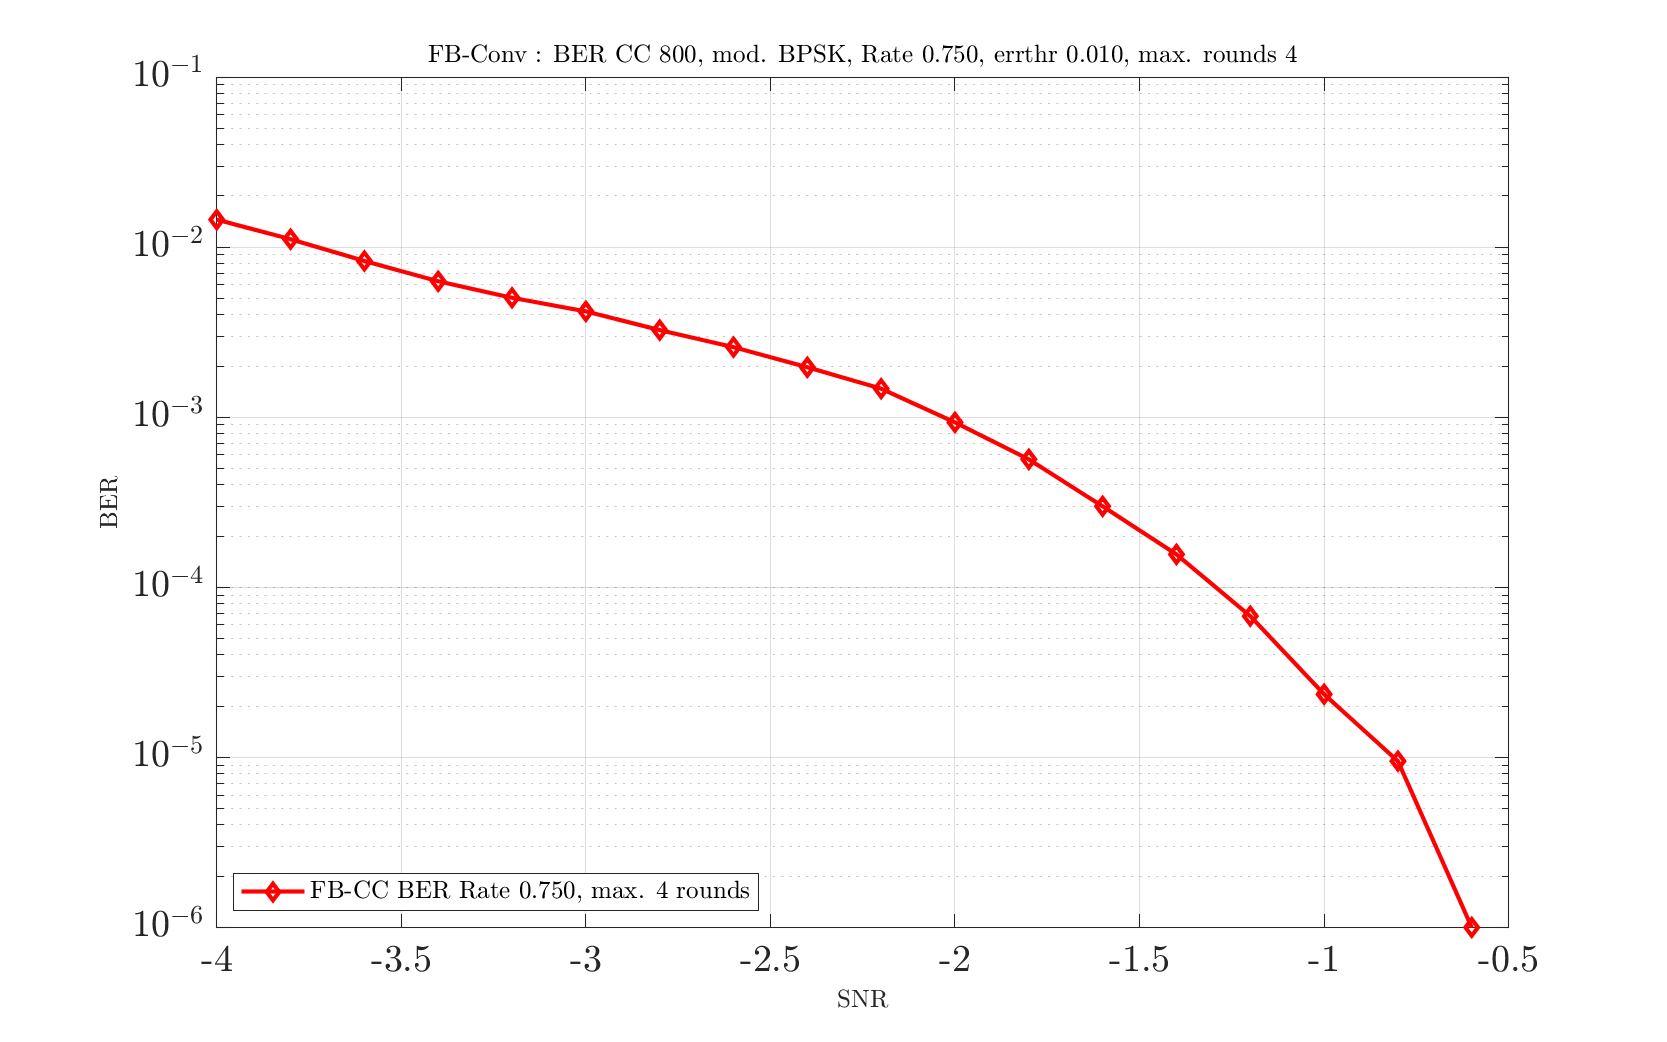 FB-Conv : BER CC 800, mod. BPSK, Rate 0.750, errthr 0.010, max. rounds 4
10^{-1}
10^{-2}
10^{-3}
10^{-4}
10^{-5}
10^{-6}
BER
FB-CC BER Rate 0.750, max. 4 rounds
-4 -3.5 -3 -2.5 -2 -1.5 -1 -0.5
SNR